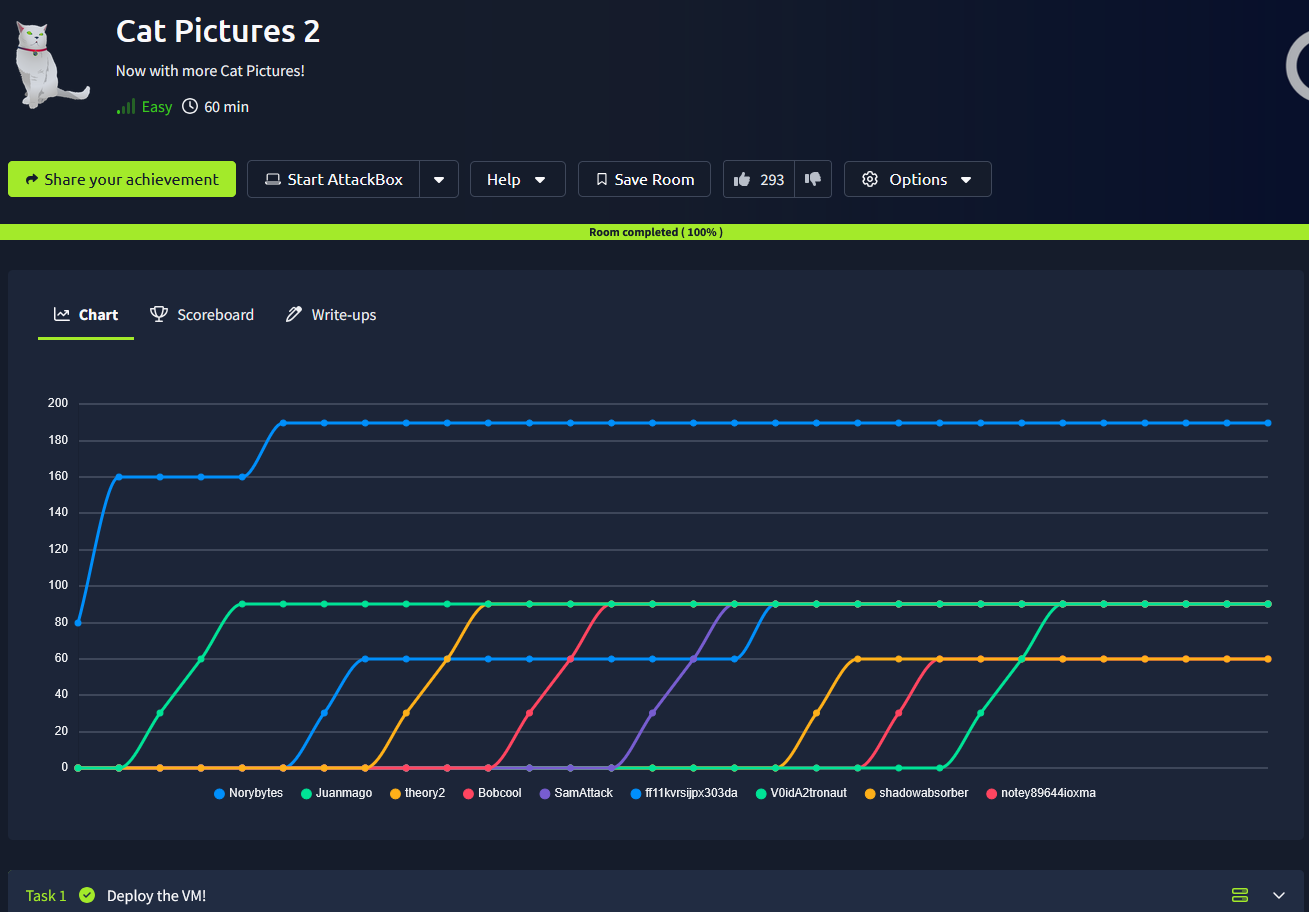 Cat Pictures 2
Now with more Cat Pictures!
Easy 60 min
Share your achievement Start AttackBox Help Save Room 293 Options
Room completed ( 100% )
Chart Scoreboard Write-ups
200
180
160
140
120
100
80
60
40
20
0
Norybytes Juanmago theory2 Bobcool SamAttack ff11kvrsijpx303da V0idA2tronaut shadowabsorber notey89644ioxma
Task 1 Deploy the VM!